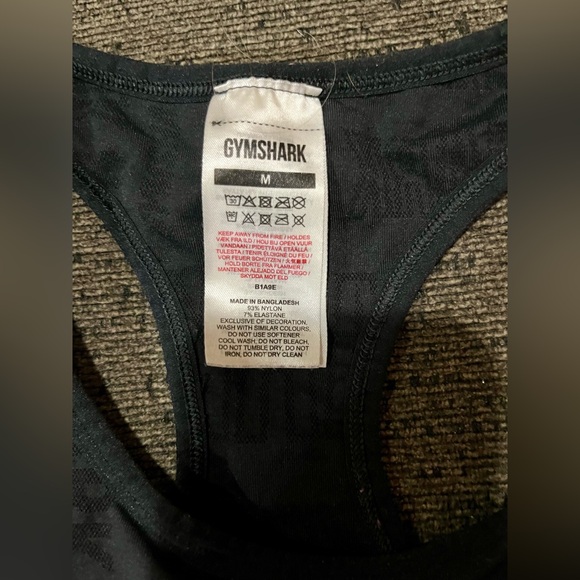 GYMSHARK
M
30
KEEP AWAY FROM FIRE / HOLDES
VÆK FRA ILD / HOU BIJ OPEN VUUR
VANDAAN / PIDETTÄVÄ ETÄÄLLÄ
TULESTA / TENIR ÉLOIGNÉ DU FEU /
VOR FEUER SCHÜTZEN /
HOLD BORTE FRA FLAMMER /
MANTENER ALEJADO DEL FUEGO /
SKYDDA MOT ELD
B1A9E
MADE IN BANGLADESH
93% NYLON
7% ELASTANE
EXCLUSIVE OF DECORATION.
WASH WITH SIMILAR COLOURS,
DO NOT USE SOFTENER
COOL WASH, DO NOT BLEACH,
DO NOT TUMBLE DRY, DO NOT
IRON, DO NOT DRY CLEAN